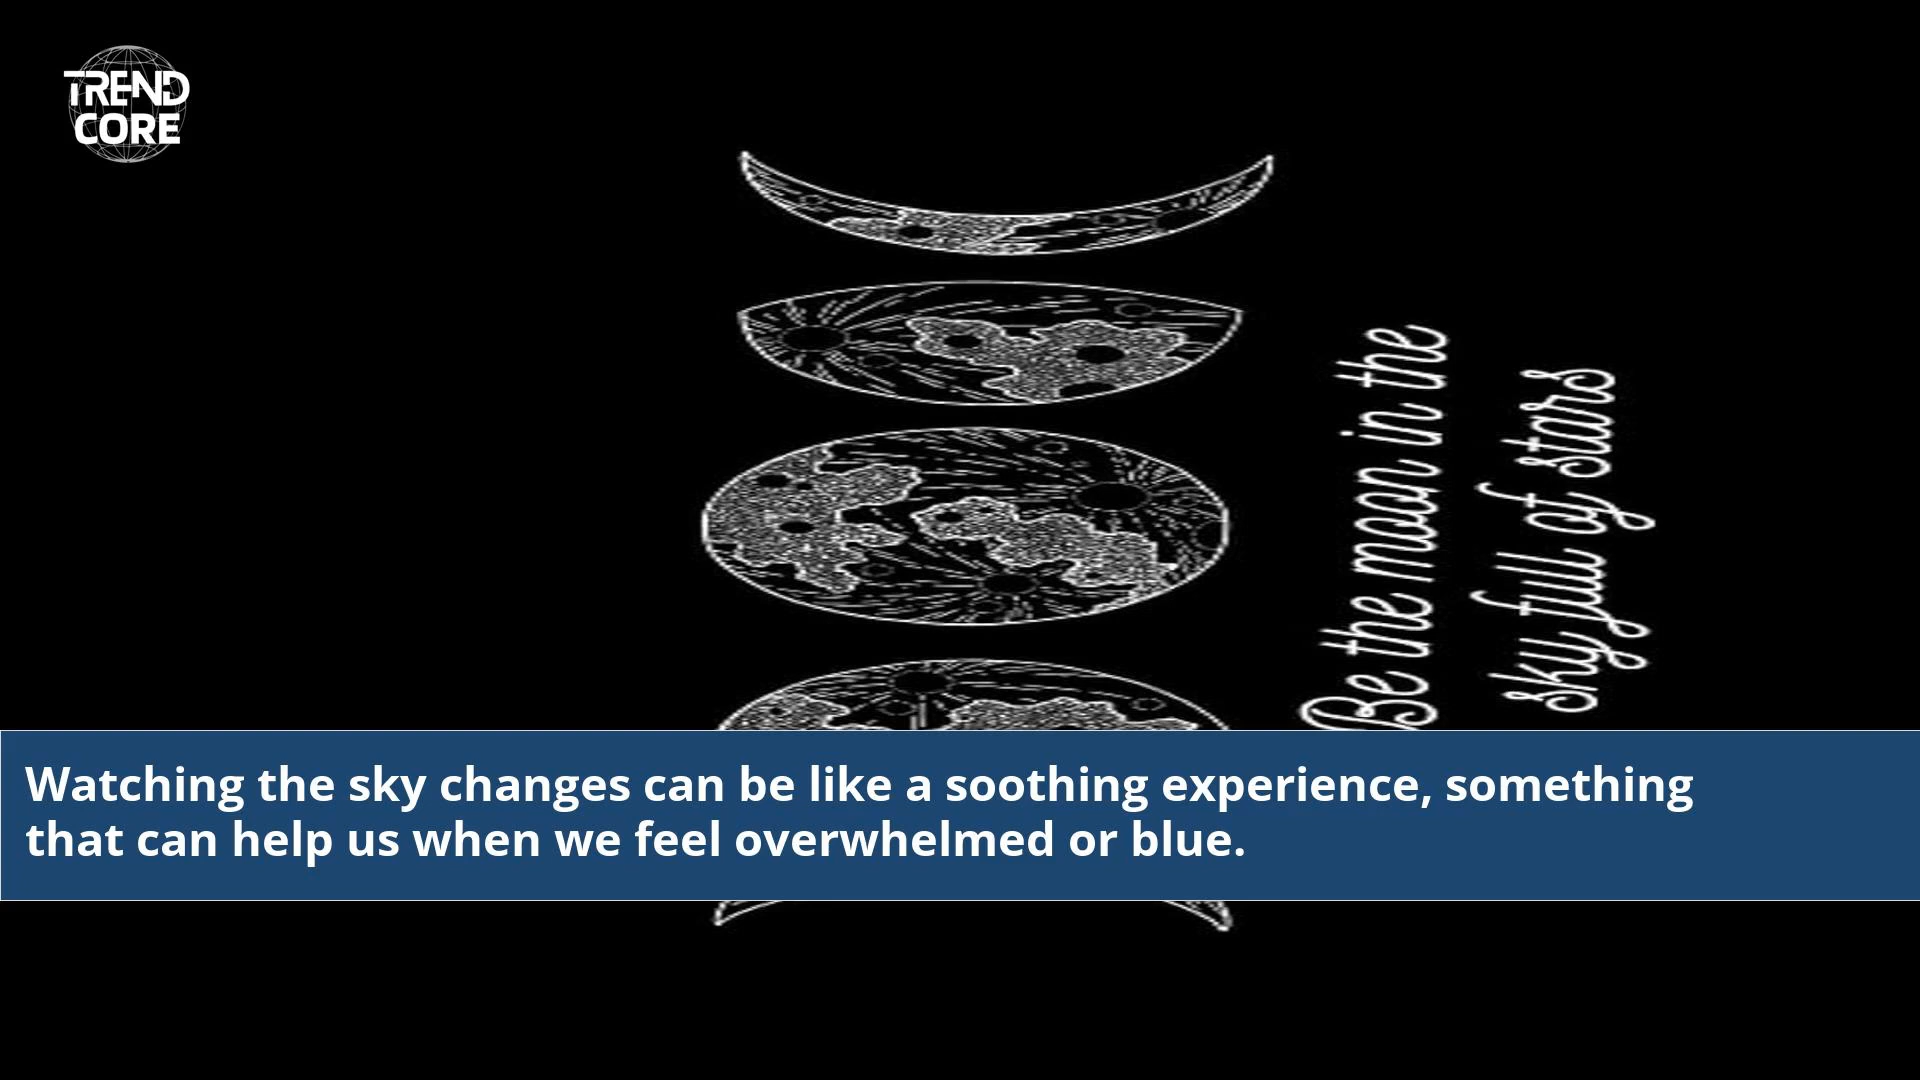 TREND
CORE
Be the moon in the
sky full of stars
Watching the sky changes can be like a soothing experience, something
that can help us when we feel overwhelmed or blue.